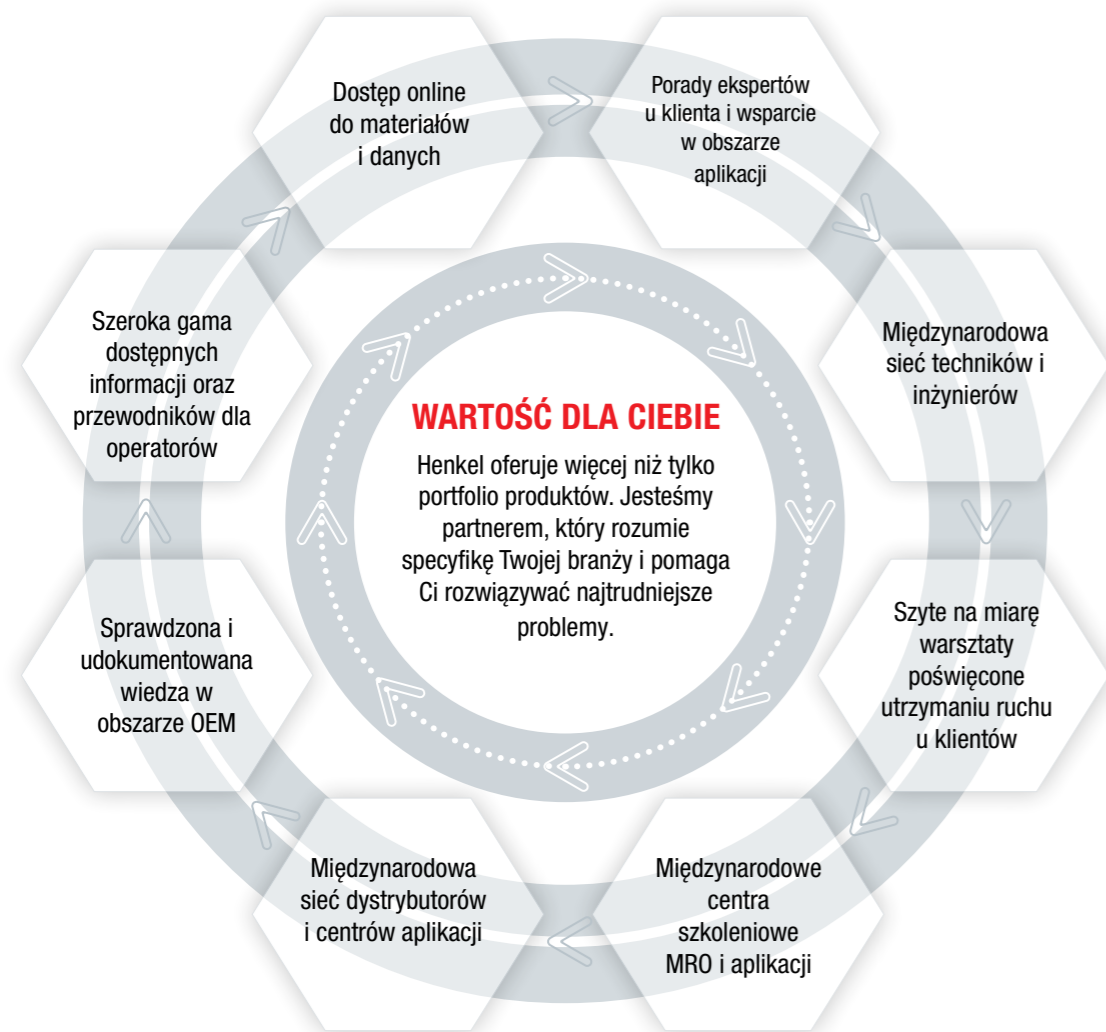 Dostęp online
do materiałów
i danych
Porady ekspertów
u klienta i wsparcie
w obszarze
aplikacji
Międzynarodowa
sieć techników i
inżynierów
Szyte na miarę
warsztaty
poświęcone
utrzymaniu ruchu
u klientów
Międzynarodowe
centra
szkoleniowe
MRO i aplikacji
Międzynarodowa
sieć dystrybutorów
i centrów aplikacji
Sprawdzona i
udokumentowana
wiedza w
obszarze OEM
Szeroka gama
dostępnych
informacji oraz
przewodników dla
operatorów
WARTOŚĆ DLA CIEBIE
Henkel oferuje więcej niż tylko
portfolio produktów. Jesteśmy
partnerem, który rozumie
specyfikę Twojej branży i pomaga
Ci rozwiązywać najtrudniejsze
problemy.